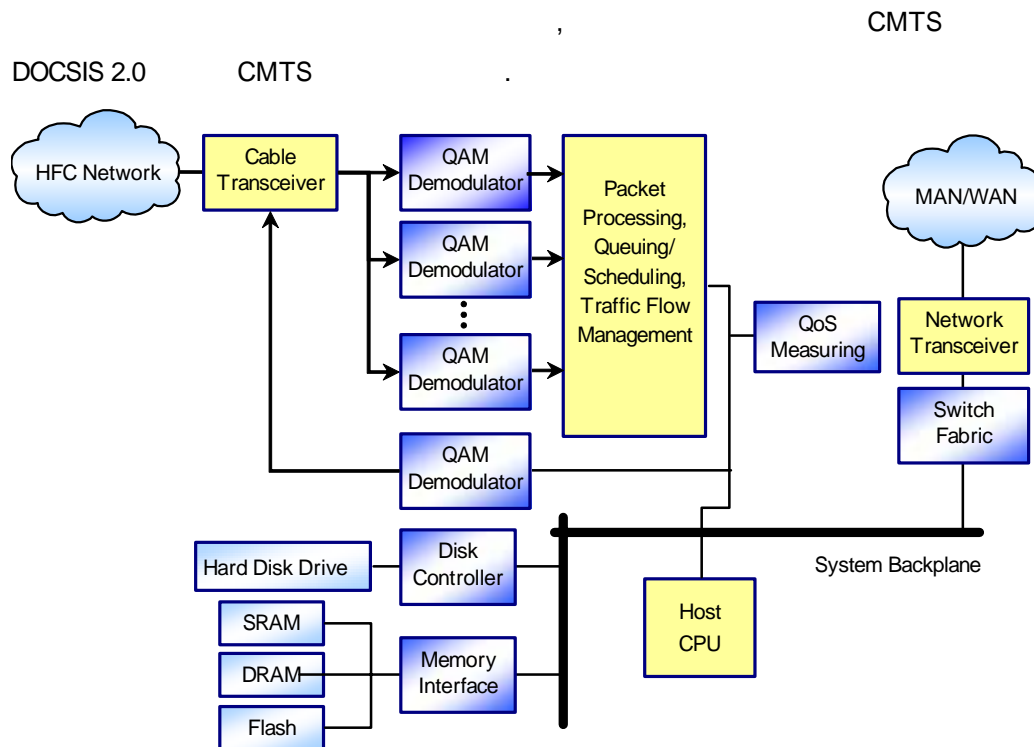 , CMTS
DOCSIS 2.0 CMTS .
HFC Network
Cable
Transceiver
QAM
Demodulator
QAM
Demodulator
QAM
Demodulator
QAM
Demodulator
Packet
Processing,
Queuing/
Scheduling,
Traffic Flow
Management
QoS
Measuring
MAN/WAN
Network
Transceiver
Switch
Fabric
System Backplane
Host
CPU
Disk
Controller
Hard Disk Drive
SRAM
DRAM
Flash
Memory
Interface